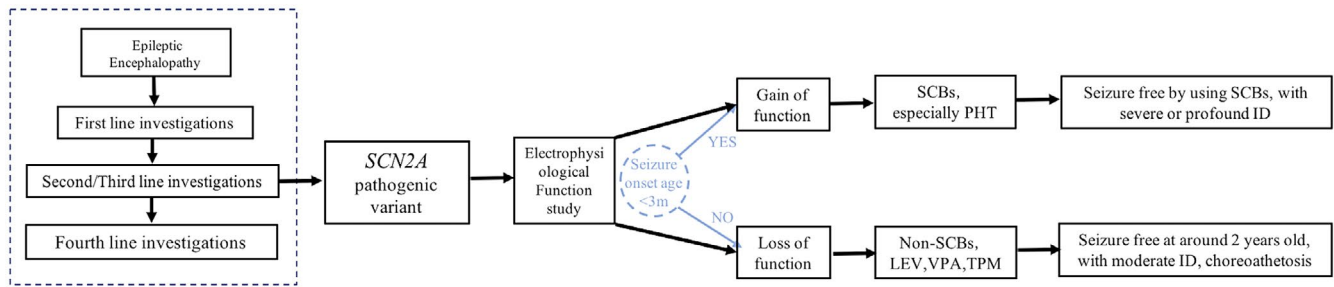 Epileptic
Encephalopathy
First line investigations
Second/Third line investigations
Fourth line investigations
SCN2A
pathogenic
variant
Electrophysi
ological
Function
study
Seizure
onset age
<3m
YES
NO
Gain of
function
SCBs,
especially PHT
Seizure free by using SCBs, with
severe or profound ID
Loss of
function
Non-SCBs,
LEV,VPA,TPM
Seizure free at around 2 years old,
with moderate ID, choreoathetosis